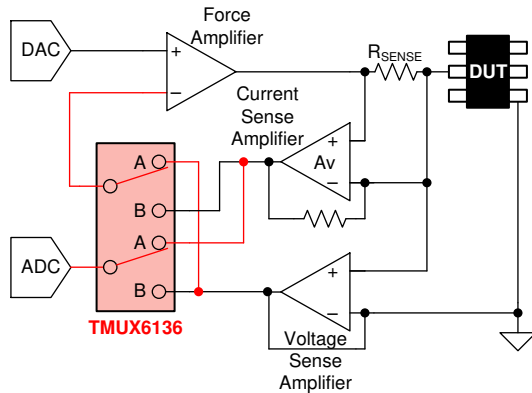 Force
Amplifier
DAC
+
−
RSENSE
DUT
Current
Sense
Amplifier
+
Av
−
A
B
A
B
ADC
TMUX6136
+
−
Voltage
Sense
Amplifier